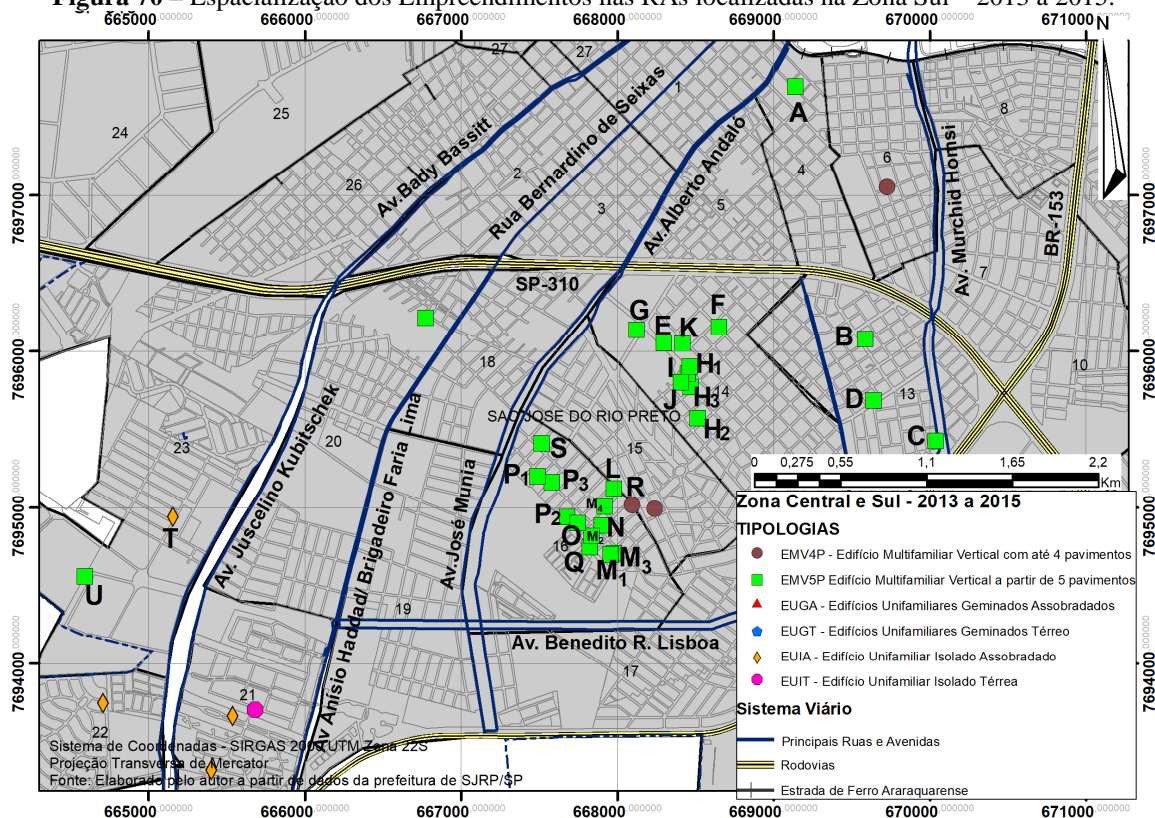 Figura 70 – Espacialização dos Empreendimentos nas RAs localizadas na Zona Sul – 2013 a 2015.
665000 666000 667000 668000 669000 670000 671000
N
7697000
7696000
7695000
7694000
24
25
26
27
27
1
2
3
4
5
6
7
8
10
13
14
15
16
17
18
19
20
21
22
23
Av.Bady Bassitt
Rua Bernardino de Seixas
Av.Alberto Andaló
Av. Murchid Homsi
BR-153
SP-310
SAO JOSE DO RIO PRETO
Av. Juscelino Kubitschek
Av. Anísio Haddad/ Brigadeiro Faria Lima
Av.José Munia
Av. Benedito R. Lisboa
A
B
C
D
E
F
G
H1
H2
H3
I
J
K
L
M1
M2
M3
M4
N
O
P1
P2
P3
Q
R
S
T
U
0 0,275 0,55 1,1 1,65 2,2
Km
Zona Central e Sul - 2013 a 2015
TIPOLOGIAS
EMV4P - Edifício Multifamiliar Vertical com até 4 pavimentos
EMV5P Edifício Multifamiliar Vertical a partir de 5 pavimentos
EUGA - Edifícios Unifamiliares Geminados Assobradados
EUGT - Edifícios Unifamiliares Geminados Térreo
EUIA - Edifício Unifamiliar Isolado Assobradado
EUIT - Edifício Unifamiliar Isolado Térrea
Sistema Viário
Principais Ruas e Avenidas
Rodovias
Estrada de Ferro Araraquarense
Sistema de Coordenadas - SIRGAS 2000 UTM Zona 22S
Projeção Transversa de Mercator
Fonte: Elaborado pelo autor a partir de dados da prefeitura de SJRP/SP
665000,000000 666000,000000 667000,000000 668000,000000 669000,000000 670000,000000 671000,000000
7697000
7696000
7695000
7694000